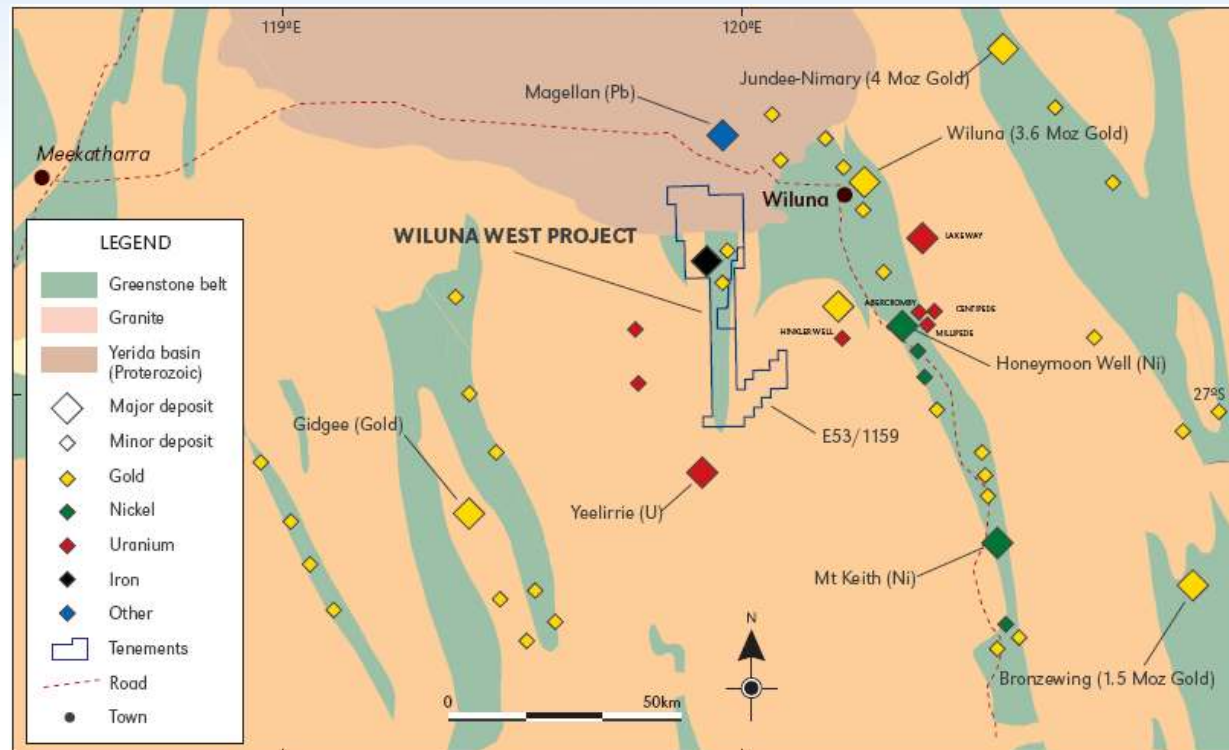 119ºE
120ºE
Jundee-Nimary (4 Moz Gold)
Magellan (Pb)
Wiluna (3.6 Moz Gold)
Meekatharra
Wiluna
LAKEWAY
WILUNA WEST PROJECT
LEGEND
Greenstone belt
Granite
Yerida basin
(Proterozoic)
Major deposit
Minor deposit
Gold
Nickel
Uranium
Iron
Other
Tenements
Road
Town
ABERCROMBY
CENTIPEDE
MILLIPEDE
HINKLER WELL
Honeymoon Well (Ni)
27ºS
Gidgee (Gold)
E53/1159
Yeelirrie (U)
Mt Keith (Ni)
N
Bronzewing (1.5 Moz Gold)
0
50km